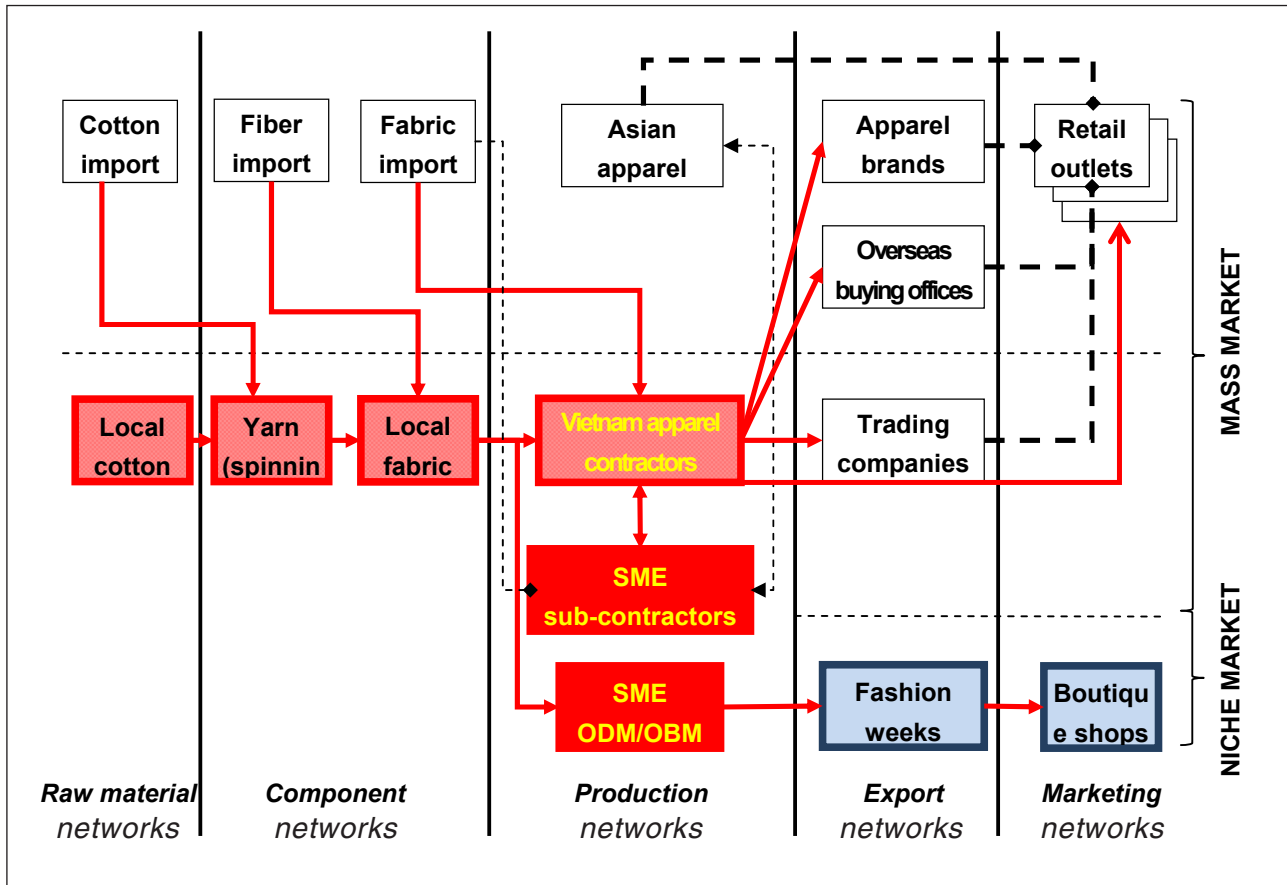 Cotton
import
Fiber
import
Fabric
import
Asian
apparel
Apparel
brands
Retail
outlets
Overseas
buying offices
MASS MARKET
Local
cotton
Yarn
(spinnin
Local
fabric
Vietnam apparel
contractors
Trading
companies
SME
sub-contractors
SME
ODM/OBM
Fashion
weeks
Boutiqu
e shops
NICHE MARKET
Raw material
networks
Component
networks
Production
networks
Export
networks
Marketing
networks